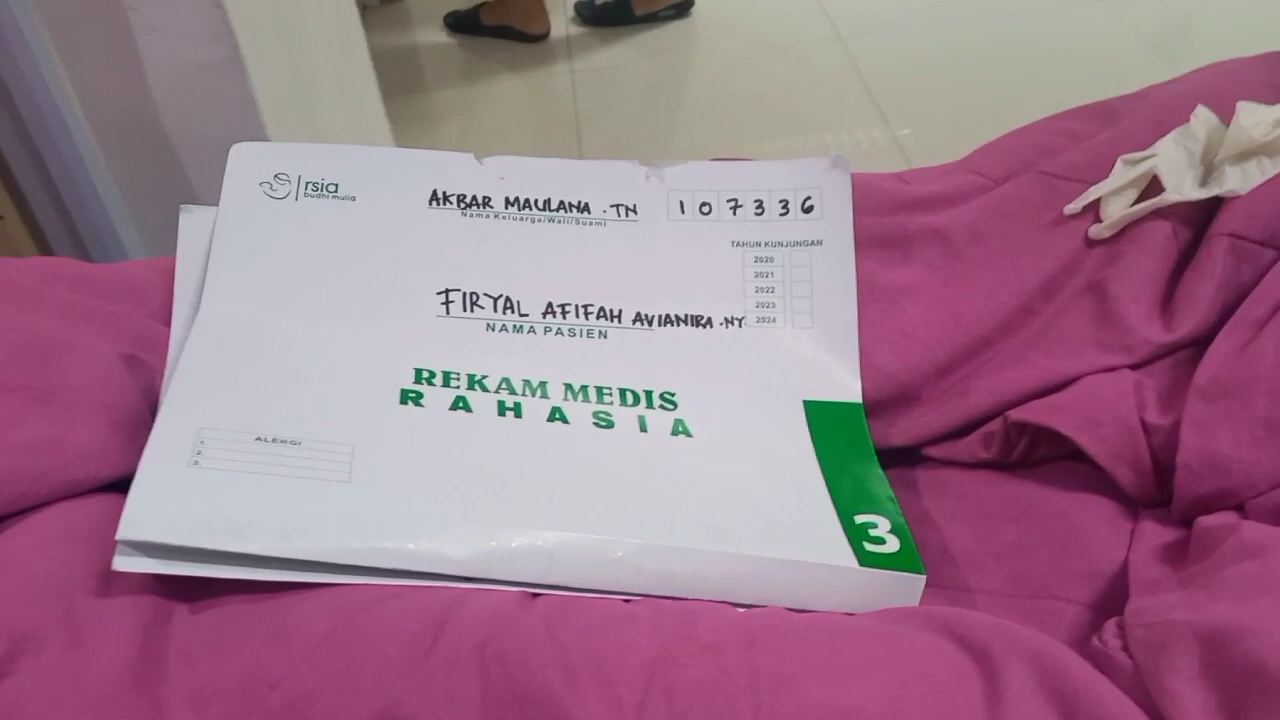 rsia
budhi mulia
AKBAR MAULANA . TN
Nama Keluarga/Wali/Suami
107336
TAHUN KUNJUNGAN
2020
2021
2022
2023
2024
FIRYAL AFIFAH AVIANIRA . NY
NAMA PASIEN
REKAM MEDIS
RAHASIA
ALERGI
1.
2.
3.
3